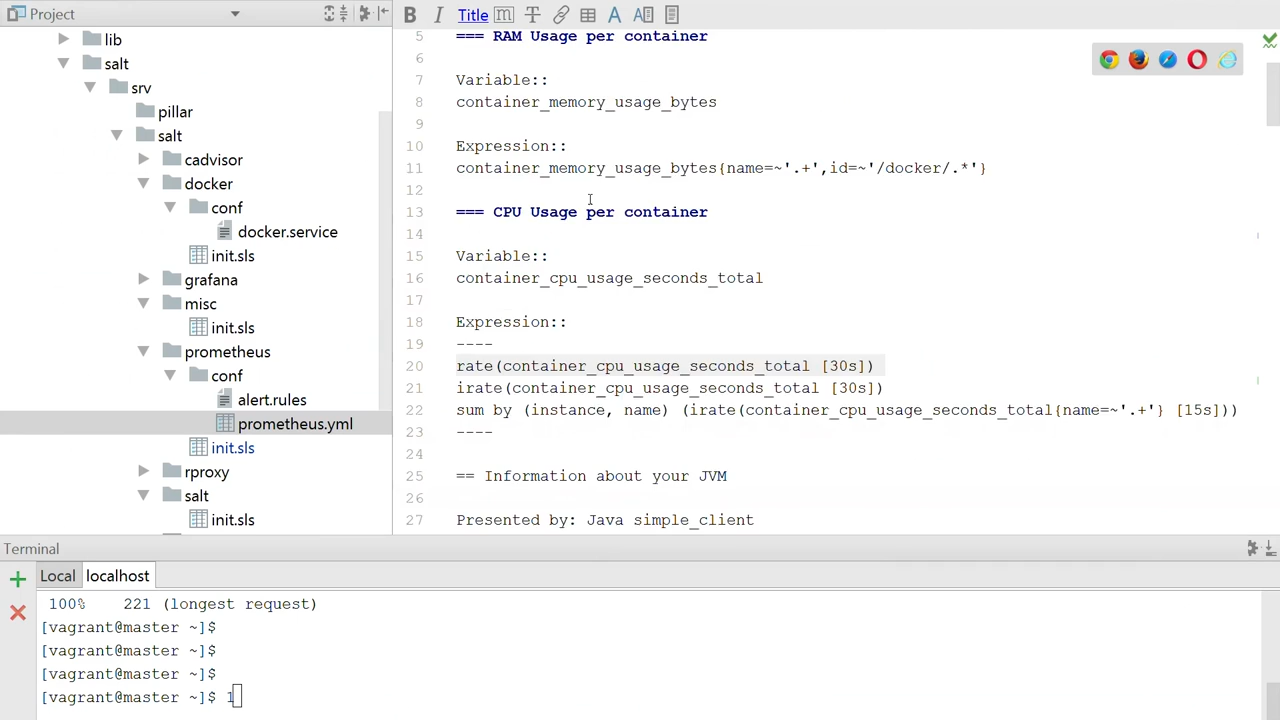 Project
lib
salt
srv
pillar
salt
cadvisor
docker
conf
docker.service
init.sls
grafana
misc
init.sls
prometheus
conf
alert.rules
prometheus.yml
init.sls
rproxy
salt
init.sls
B I Title m T A A
5 === RAM Usage per container
6
7 Variable::
8 container_memory_usage_bytes
9
10 Expression::
11 container_memory_usage_bytes{name=~'.+',id=~'/docker/.*'}
12
13 === CPU Usage per container
14
15 Variable::
16 container_cpu_usage_seconds_total
17
18 Expression::
19 ----
20 rate(container_cpu_usage_seconds_total [30s])
21 irate(container_cpu_usage_seconds_total [30s])
22 sum by (instance, name) (irate(container_cpu_usage_seconds_total{name=~'.+'} [15s]))
23 ----
24
25 == Information about your JVM
26
27 Presented by: Java simple_client
Terminal
Local localhost
100% 221 (longest request)
[vagrant@master ~]$
[vagrant@master ~]$
[vagrant@master ~]$
[vagrant@master ~]$ 1